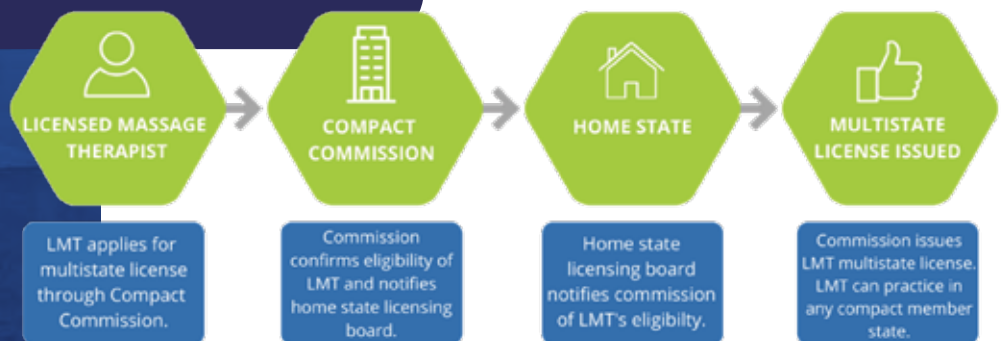 LICENSED MASSAGE
THERAPIST
COMPACT
COMMISSION
HOME STATE
MULTISTATE
LICENSE ISSUED
LMT applies for
multistate license
through Compact
Commission.
Commission
confirms eligibility of
LMT and notifies
home state licensing
board.
Home state
licensing board
notifies commission
of LMT's eligibilty.
Commission issues
LMT multistate license.
LMT can practice in
any compact member
state.